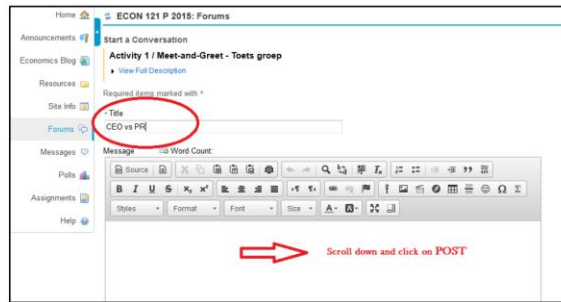 Home
Announcements
Economics Blog
Resources
Site Info
Forums
Messages
Polls
Assignments
Help
ECON 121 P 2015: Forums
Start a Conversation
Activity 1 / Meet-and-Greet - Toets groep
View Full Description
Required items marked with *
* Title
CEO vs PR
Message Word Count:
Source
B I U S x₂ x²
Styles Format Font Size A A
Scroll down and click on POST